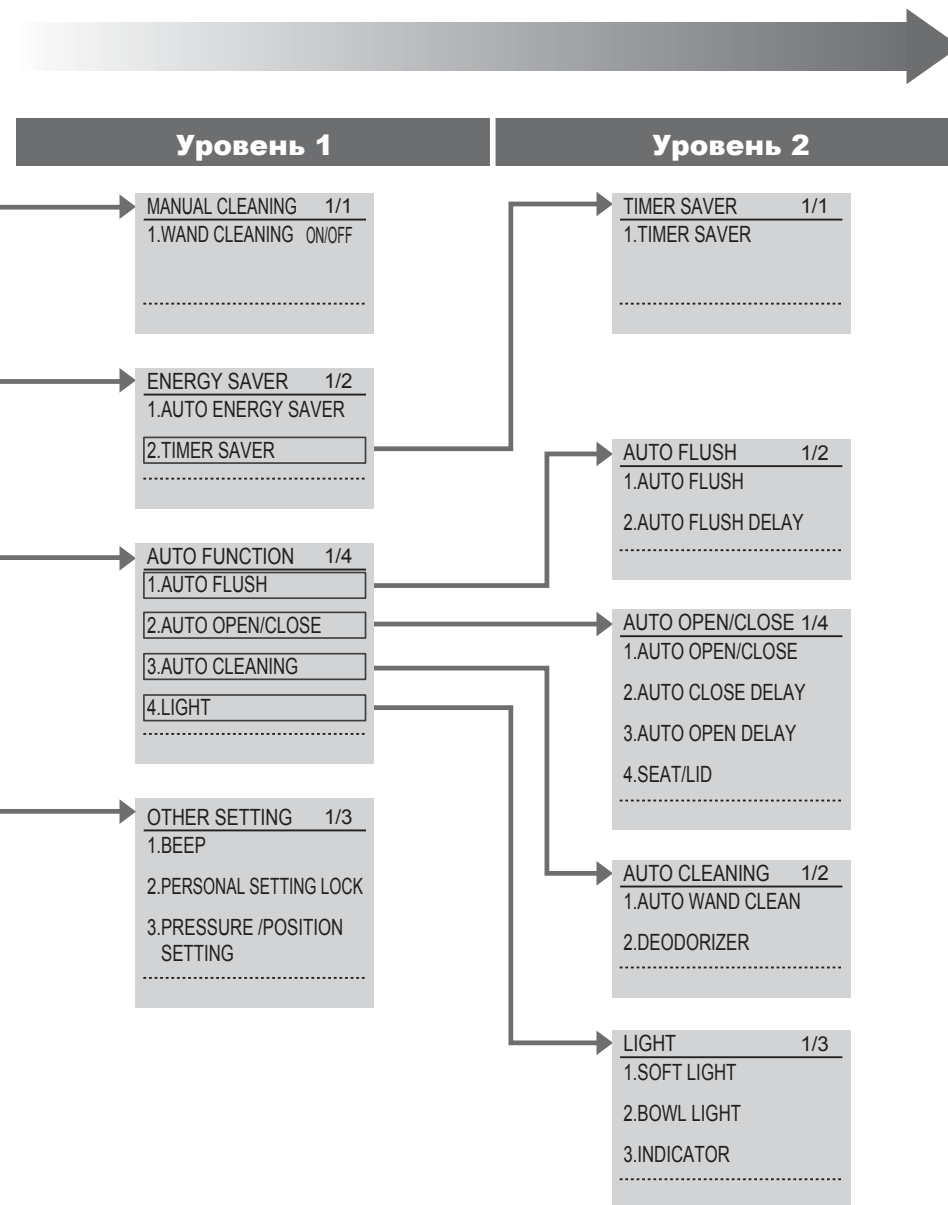 Уровень 1
Уровень 2
MANUAL CLEANING 1/1
1.WAND CLEANING ON/OFF
ENERGY SAVER 1/2
1.AUTO ENERGY SAVER
2.TIMER SAVER
AUTO FUNCTION 1/4
1.AUTO FLUSH
2.AUTO OPEN/CLOSE
3.AUTO CLEANING
4.LIGHT
OTHER SETTING 1/3
1.BEEP
2.PERSONAL SETTING LOCK
3.PRESSURE /POSITION
SETTING
TIMER SAVER 1/1
1.TIMER SAVER
AUTO FLUSH 1/2
1.AUTO FLUSH
2.AUTO FLUSH DELAY
AUTO OPEN/CLOSE 1/4
1.AUTO OPEN/CLOSE
2.AUTO CLOSE DELAY
3.AUTO OPEN DELAY
4.SEAT/LID
AUTO CLEANING 1/2
1.AUTO WAND CLEAN
2.DEODORIZER
LIGHT 1/3
1.SOFT LIGHT
2.BOWL LIGHT
3.INDICATOR